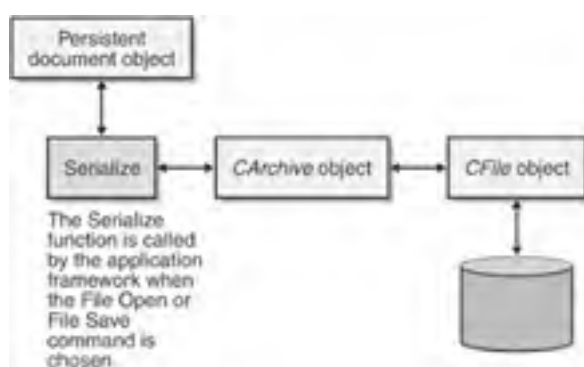 Persistent
document object
Serialize
CArchive object
CFile object
The Serialize
function is called
by the application
framework when
the File Open or
File Save
command is
chosen.